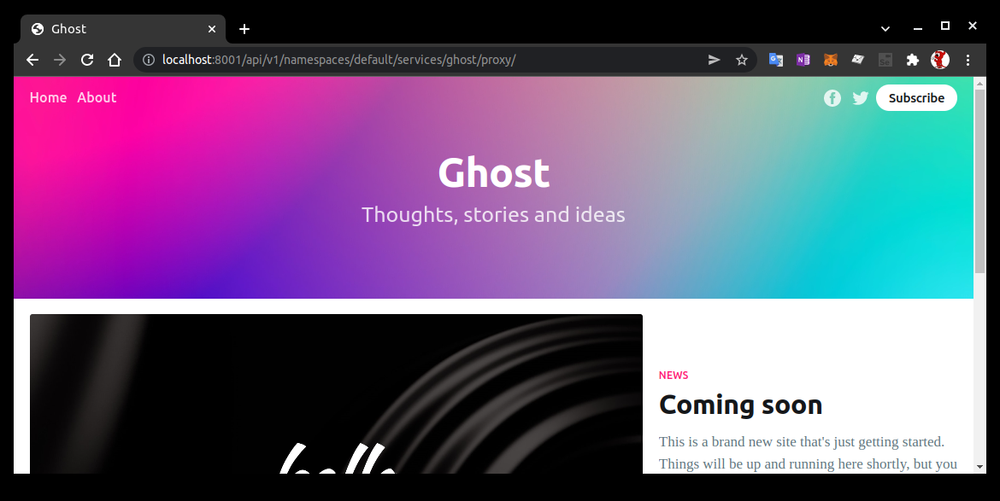 Ghost
localhost:8001/api/v1/namespaces/default/services/ghost/proxy/
Home About
Subscribe
Ghost
Thoughts, stories and ideas
NEWS
Coming soon
This is a brand new site that's just getting started.
Things will be up and running here shortly, but you
hello